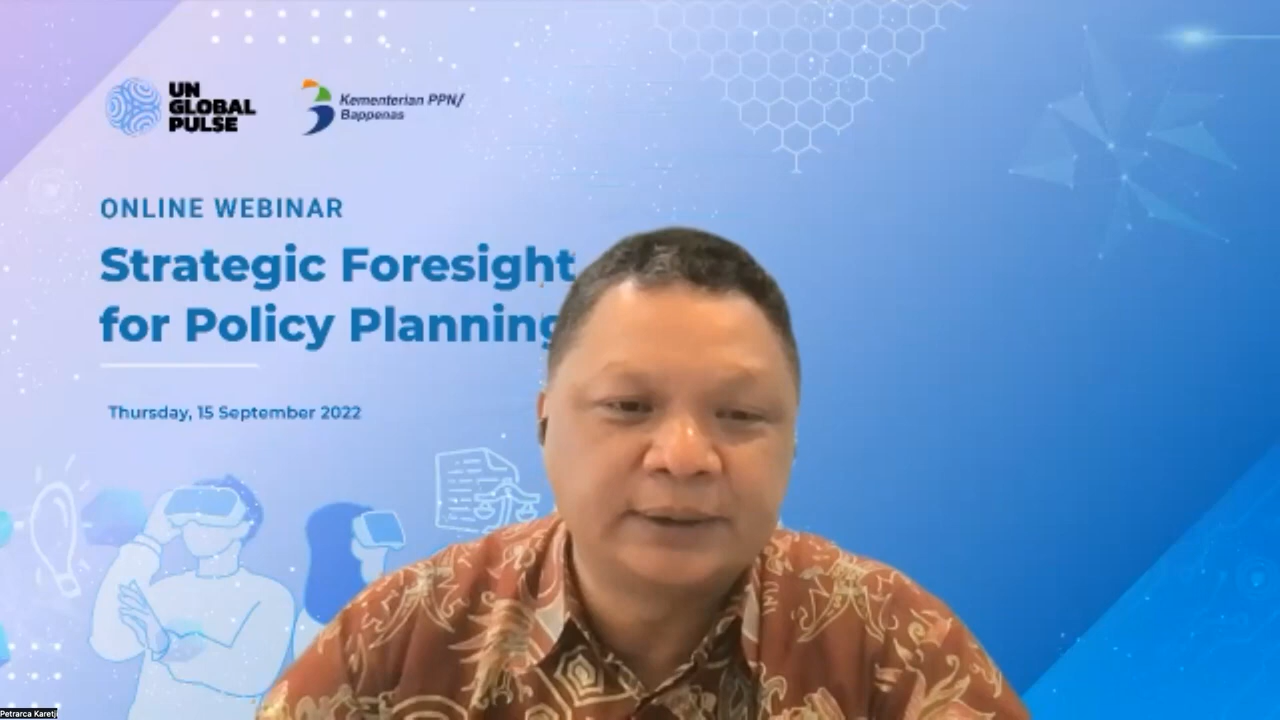 UN
GLOBAL
PULSE
Kementerian PPN/
Bappenas
ONLINE WEBINAR
Strategic Foresight
for Policy Planning
Thursday, 15 September 2022
Petrarca Karetji